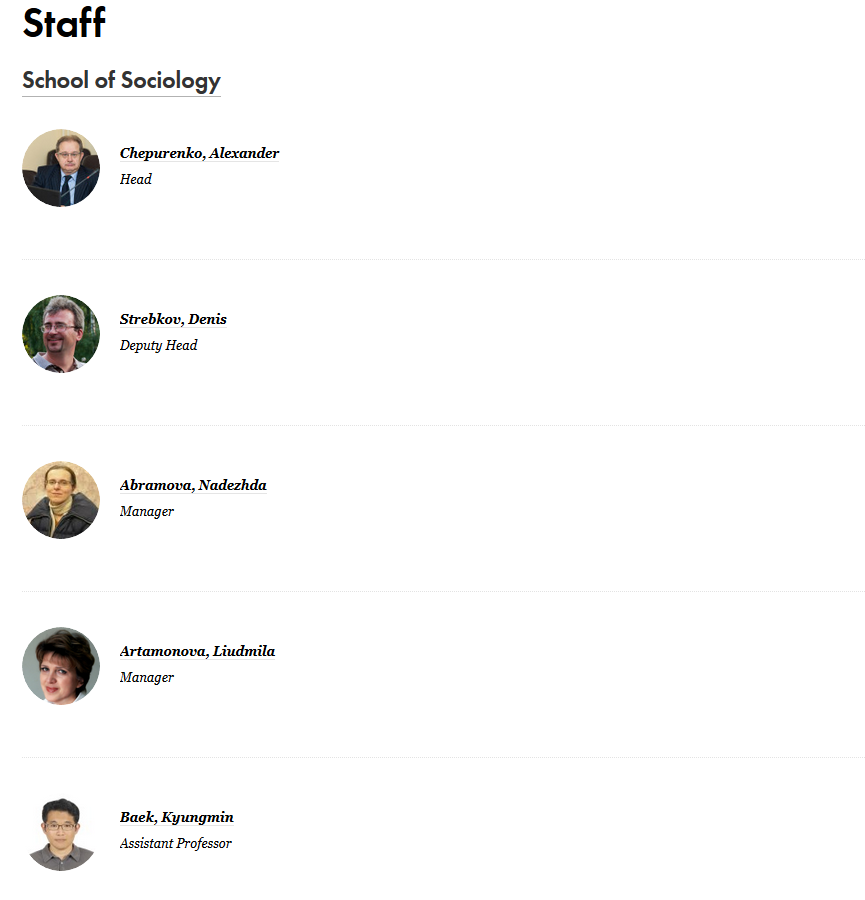 Staff
School of Sociology
Chepurenko, Alexander
Head
Strebkov, Denis
Deputy Head
Abramova, Nadezhda
Manager
Artamonova, Liudmila
Manager
Baek, Kyungmin
Assistant Professor